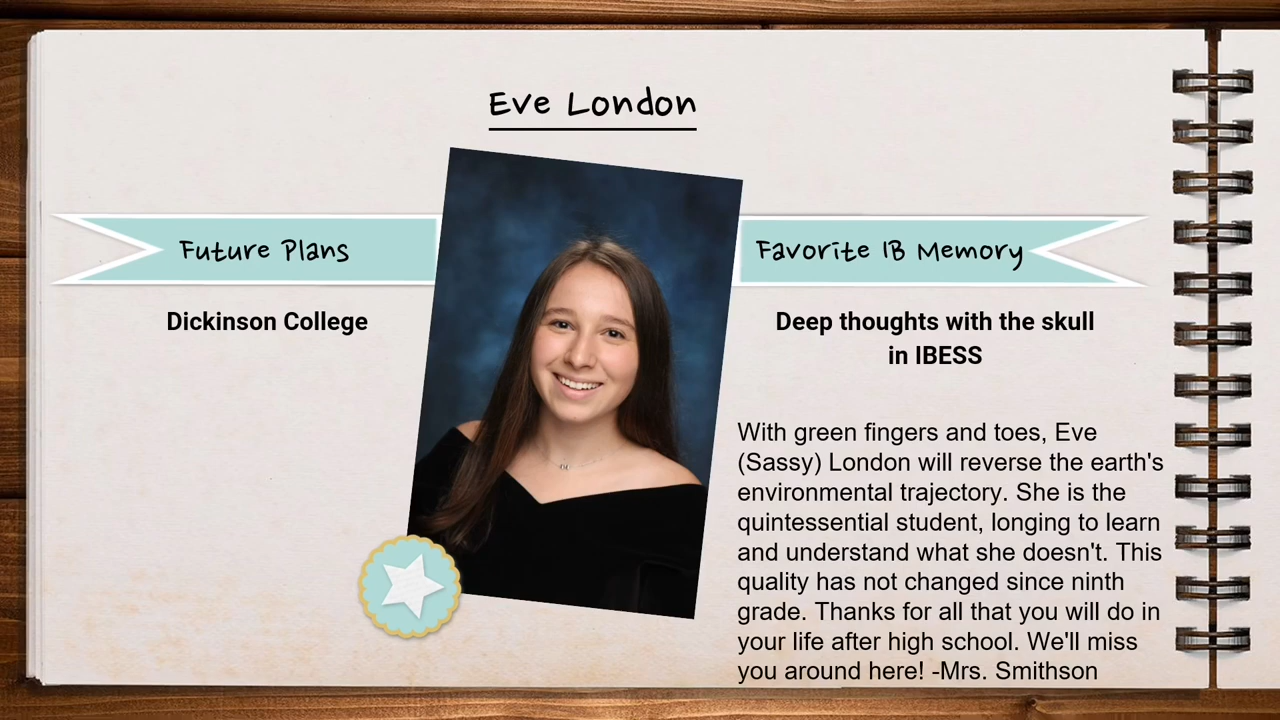 Eve London
Future Plans
Dickinson College
Favorite IB Memory
Deep thoughts with the skull
in IBESS
With green fingers and toes, Eve
(Sassy) London will reverse the earth's
environmental trajectory. She is the
quintessential student, longing to learn
and understand what she doesn't. This
quality has not changed since ninth
grade. Thanks for all that you will do in
your life after high school. We'll miss
you around here! -Mrs. Smithson